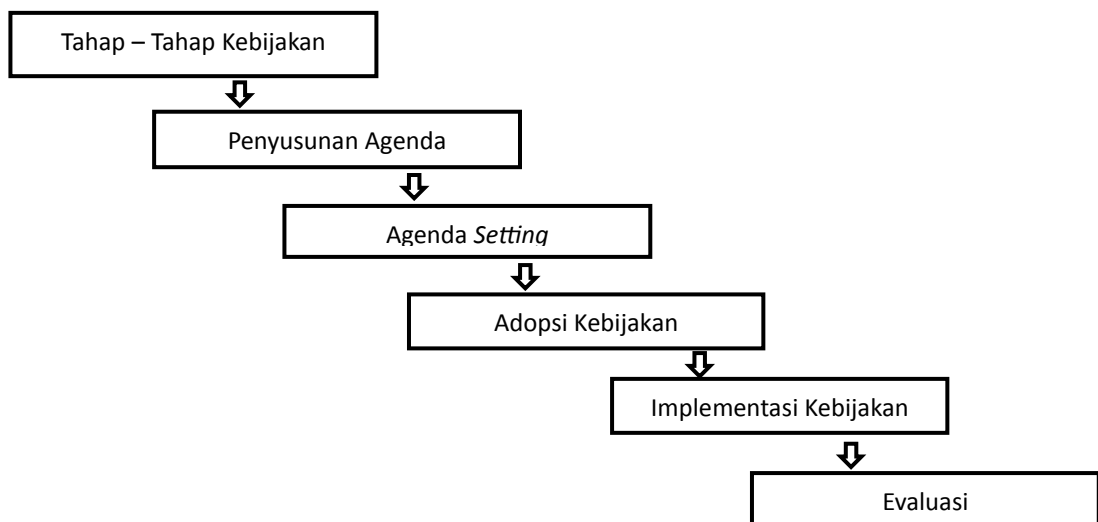 Tahap – Tahap Kebijakan
Penyusunan Agenda
Agenda Setting
Adopsi Kebijakan
Implementasi Kebijakan
Evaluasi